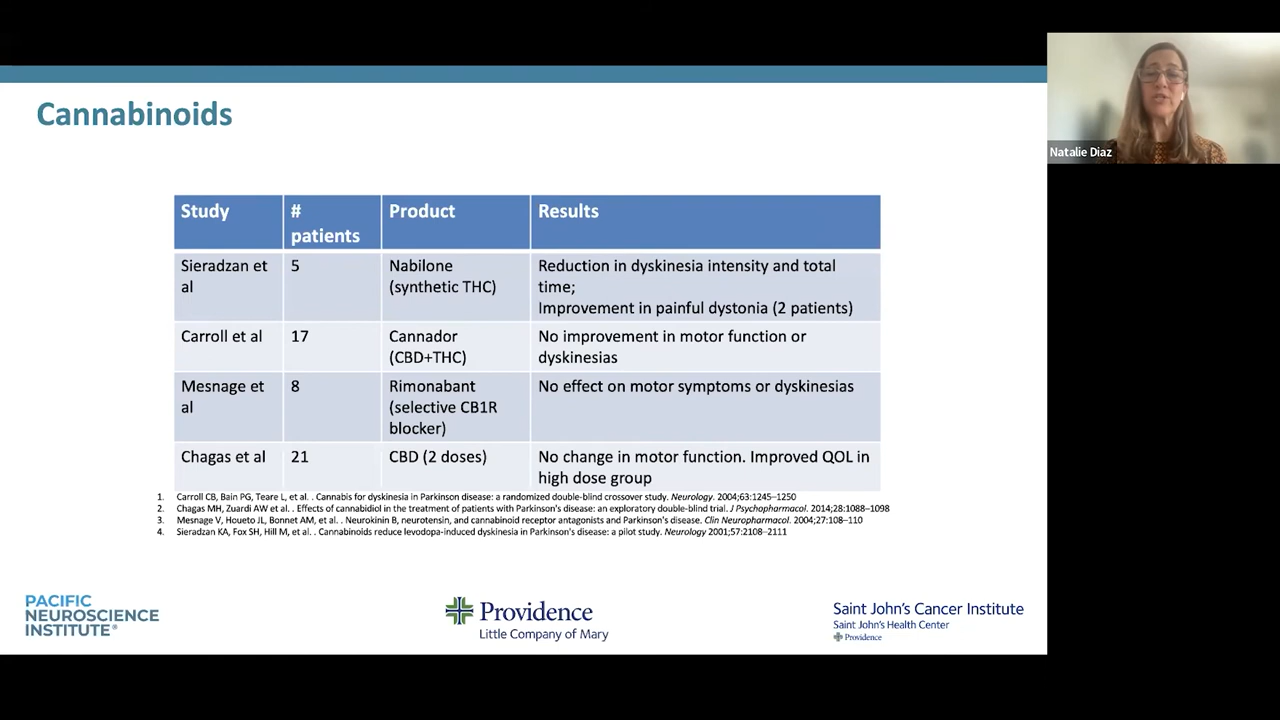 Cannabinoids
Natalie Diaz
Study
#
patients
Product
Results
Sieradzan et
al
5
Nabilone
(synthetic THC)
Reduction in dyskinesia intensity and total
time;
Improvement in painful dystonia (2 patients)
Carroll et al
17
Cannador
(CBD+THC)
No improvement in motor function or
dyskinesias
Mesnage et
al
8
Rimonabant
(selective CB1R
blocker)
No effect on motor symptoms or dyskinesias
Chagas et al
21
CBD (2 doses)
No change in motor function. Improved QOL in
high dose group
1. Carroll CB, Bain PG, Teare L, et al. . Cannabis for dyskinesia in Parkinson disease: a randomized double-blind crossover study. Neurology. 2004;63:1245–1250
2. Chagas MH, Zuardi AW et al. . Effects of cannabidiol in the treatment of patients with Parkinson's disease: an exploratory double-blind trial. J Psychopharmacol. 2014;28:1088–1098
3. Mesnage V, Houeto JL, Bonnet AM, et al. . Neurokinin B, neurotensin, and cannabinoid receptor antagonists and Parkinson's disease. Clin Neuropharmacol. 2004;27:108–110
4. Sieradzan KA, Fox SH, Hill M, et al. . Cannabinoids reduce levodopa-induced dyskinesia in Parkinson's disease: a pilot study. Neurology 2001;57:2108–2111
PACIFIC
NEUROSCIENCE
INSTITUTE®
Providence
Little Company of Mary
Saint John's Cancer Institute
Saint John's Health Center
Providence